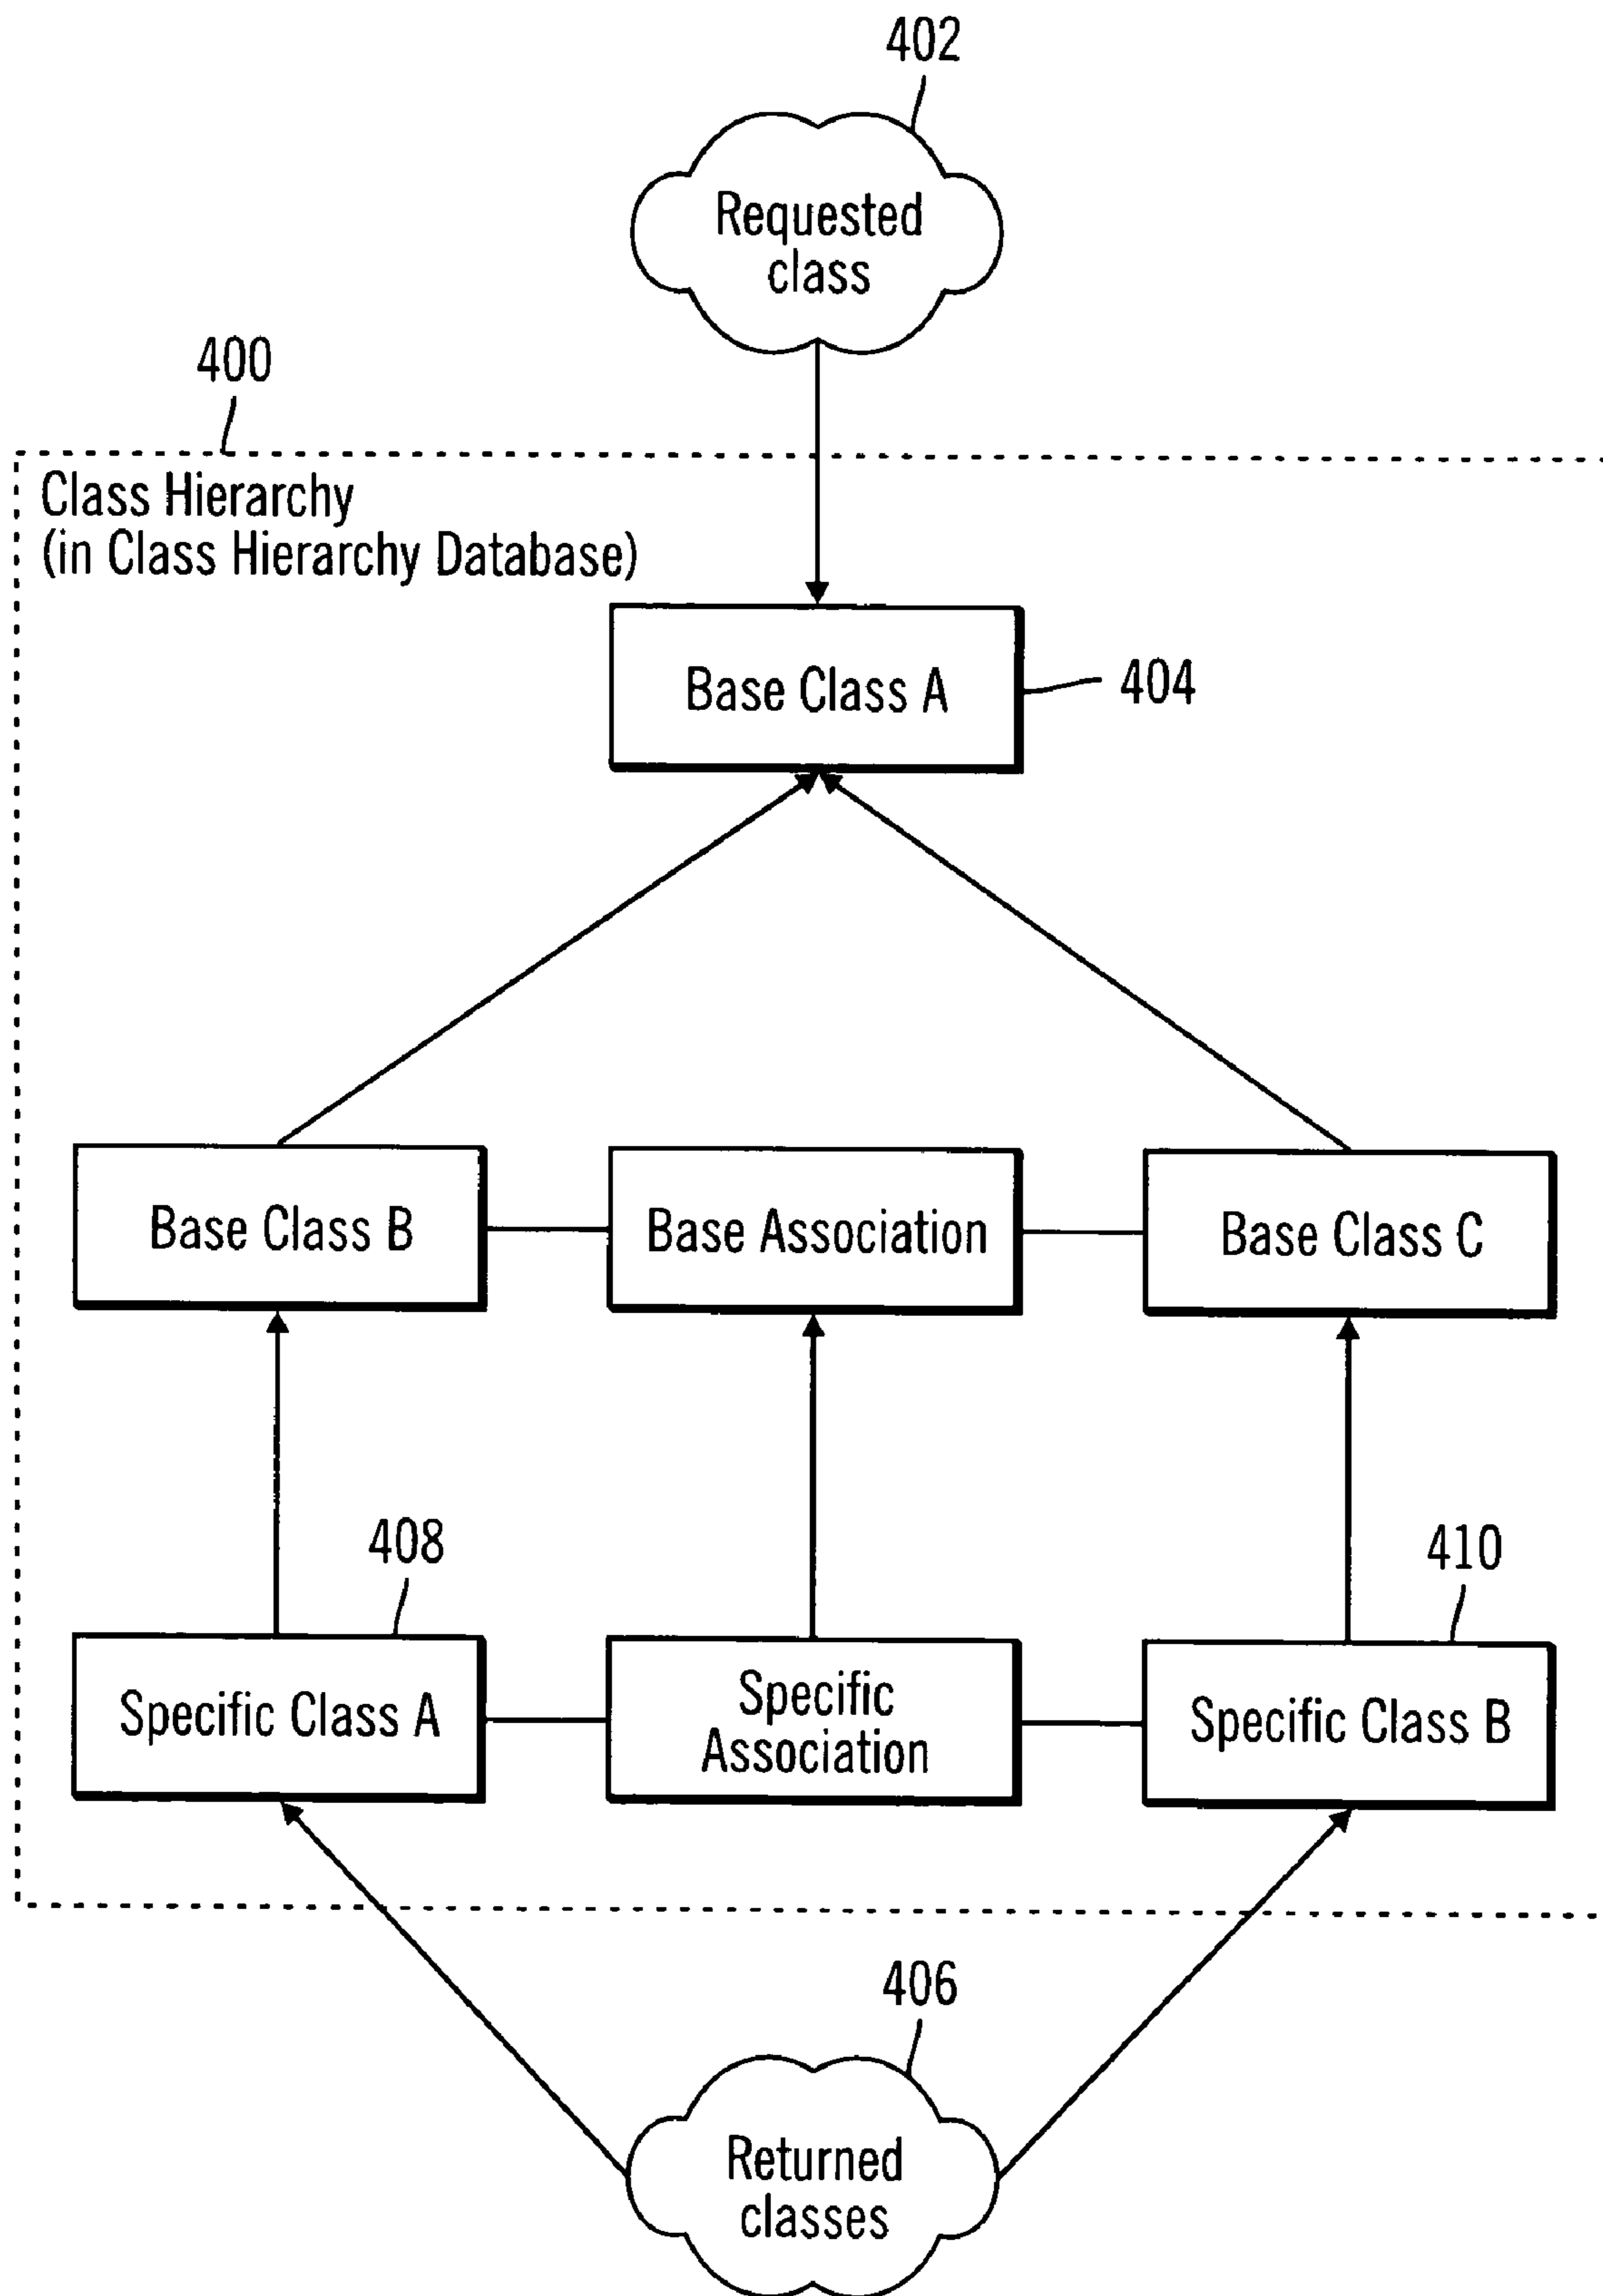 402
Requested
class
400
Class Hierarchy
(in Class Hierarchy Database)
Base Class A
404
Base Class B
Base Association
Base Class C
408
410
Specific Class A
Specific
Association
Specific Class B
406
Returned
classes